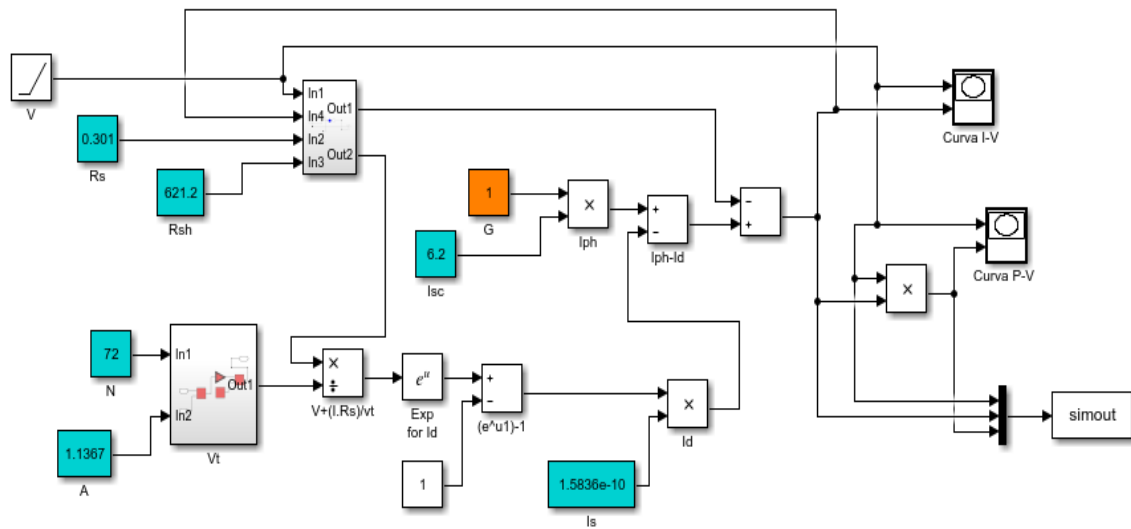 V
0.301
Rs
621.2
Rsh
In1
In4
In2
In3
Out1
Out2
1
G
6.2
Isc
×
Iph
+
−
Iph-Id
−
+
Curva I-V
Curva P-V
×
72
N
1.1367
A
In1
In2
Out1
Vt
×
÷
V+(I.Rs)/vt
e^u
Exp
for Id
+
−
(e^u1)-1
1
×
Id
1.5836e-10
Is
simout